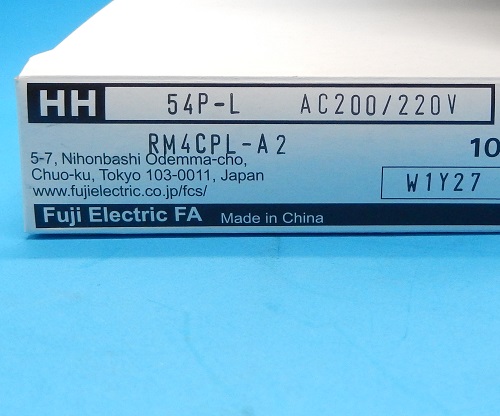 HH 54P-L AC200/220V
RM4CPL-A2 10
5-7, Nihonbashi Odemma-cho,
Chuo-ku, Tokyo 103-0011, Japan
www.fujielectric.co.jp/fcs/
W1Y27
Fuji Electric FA Made in China